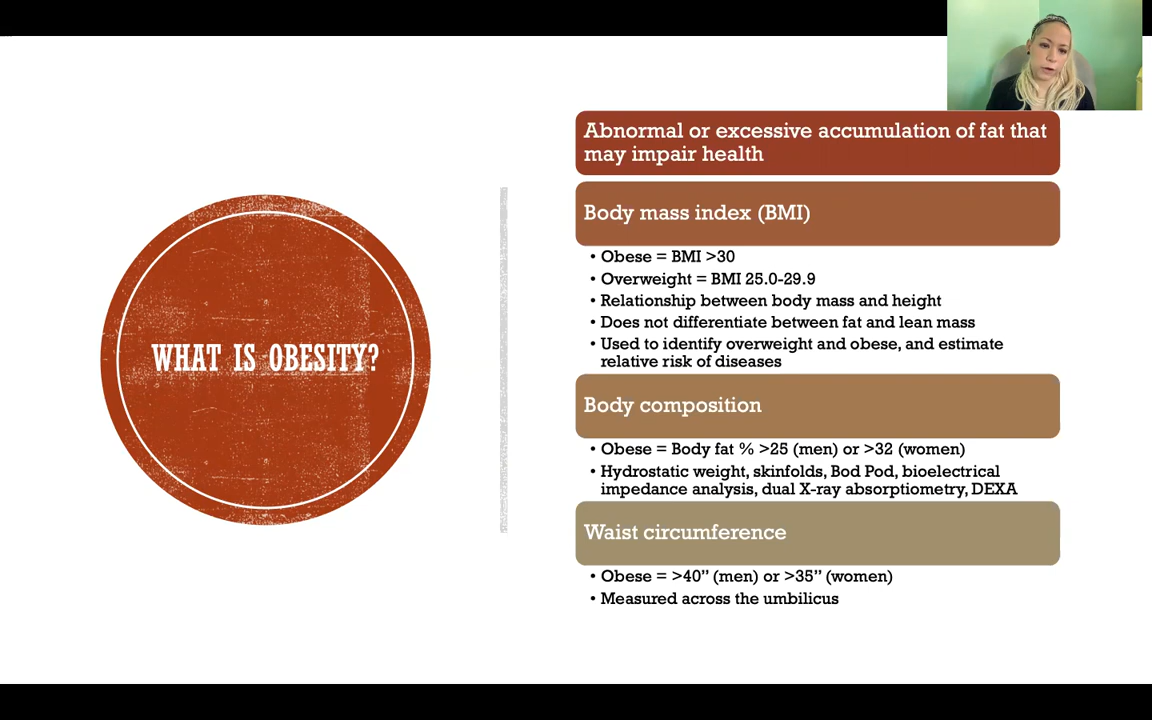 WHAT IS OBESITY?
Abnormal or excessive accumulation of fat that
may impair health
Body mass index (BMI)
• Obese = BMI >30
• Overweight = BMI 25.0-29.9
• Relationship between body mass and height
• Does not differentiate between fat and lean mass
• Used to identify overweight and obese, and estimate
relative risk of diseases
Body composition
• Obese = Body fat % >25 (men) or >32 (women)
• Hydrostatic weight, skinfolds, Bod Pod, bioelectrical
impedance analysis, dual X-ray absorptiometry, DEXA
Waist circumference
• Obese = >40” (men) or >35” (women)
• Measured across the umbilicus